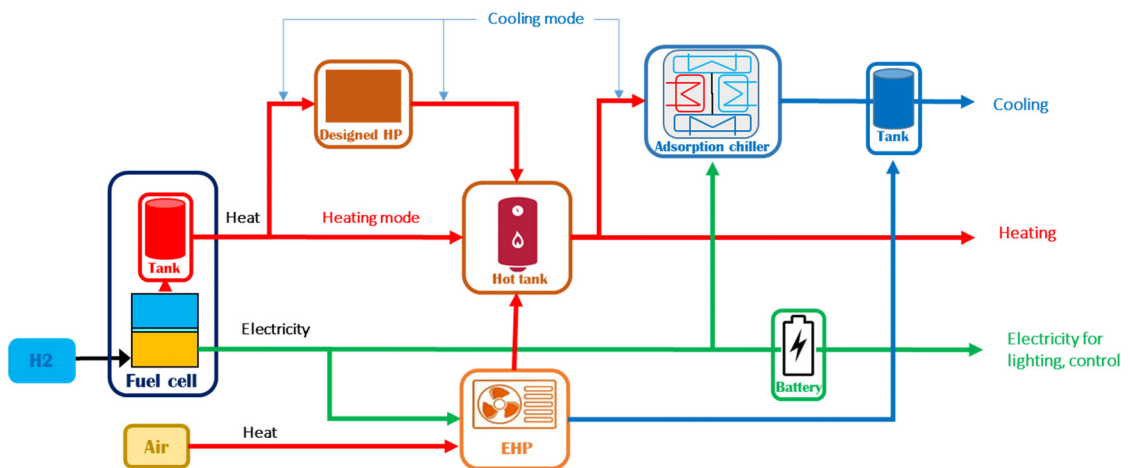 Cooling mode
Designed HP
Adsorption chiller
Tank
Cooling
Heat
Heating mode
Tank
Hot tank
Heating
Electricity
H2
Fuel cell
Battery
Electricity for
lighting, control
Air
Heat
EHP